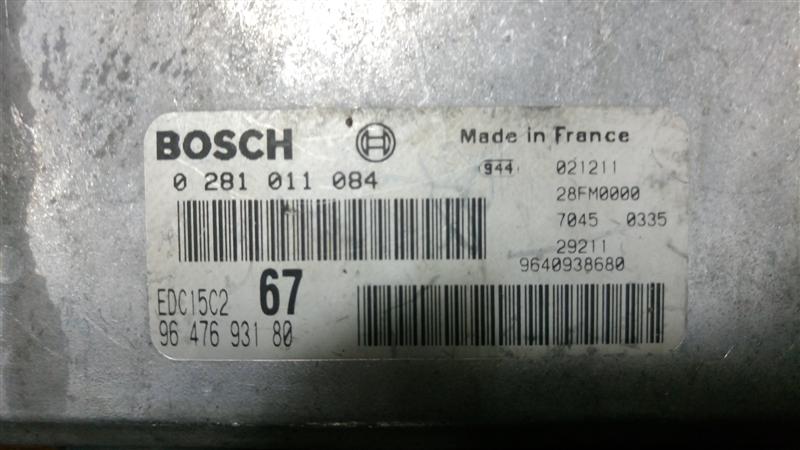 BOSCH
Made in France
0 281 011 084
944 021211
28FM0000
7045 0335
29211
9640938680
EDC15C2 67
96 476 931 80